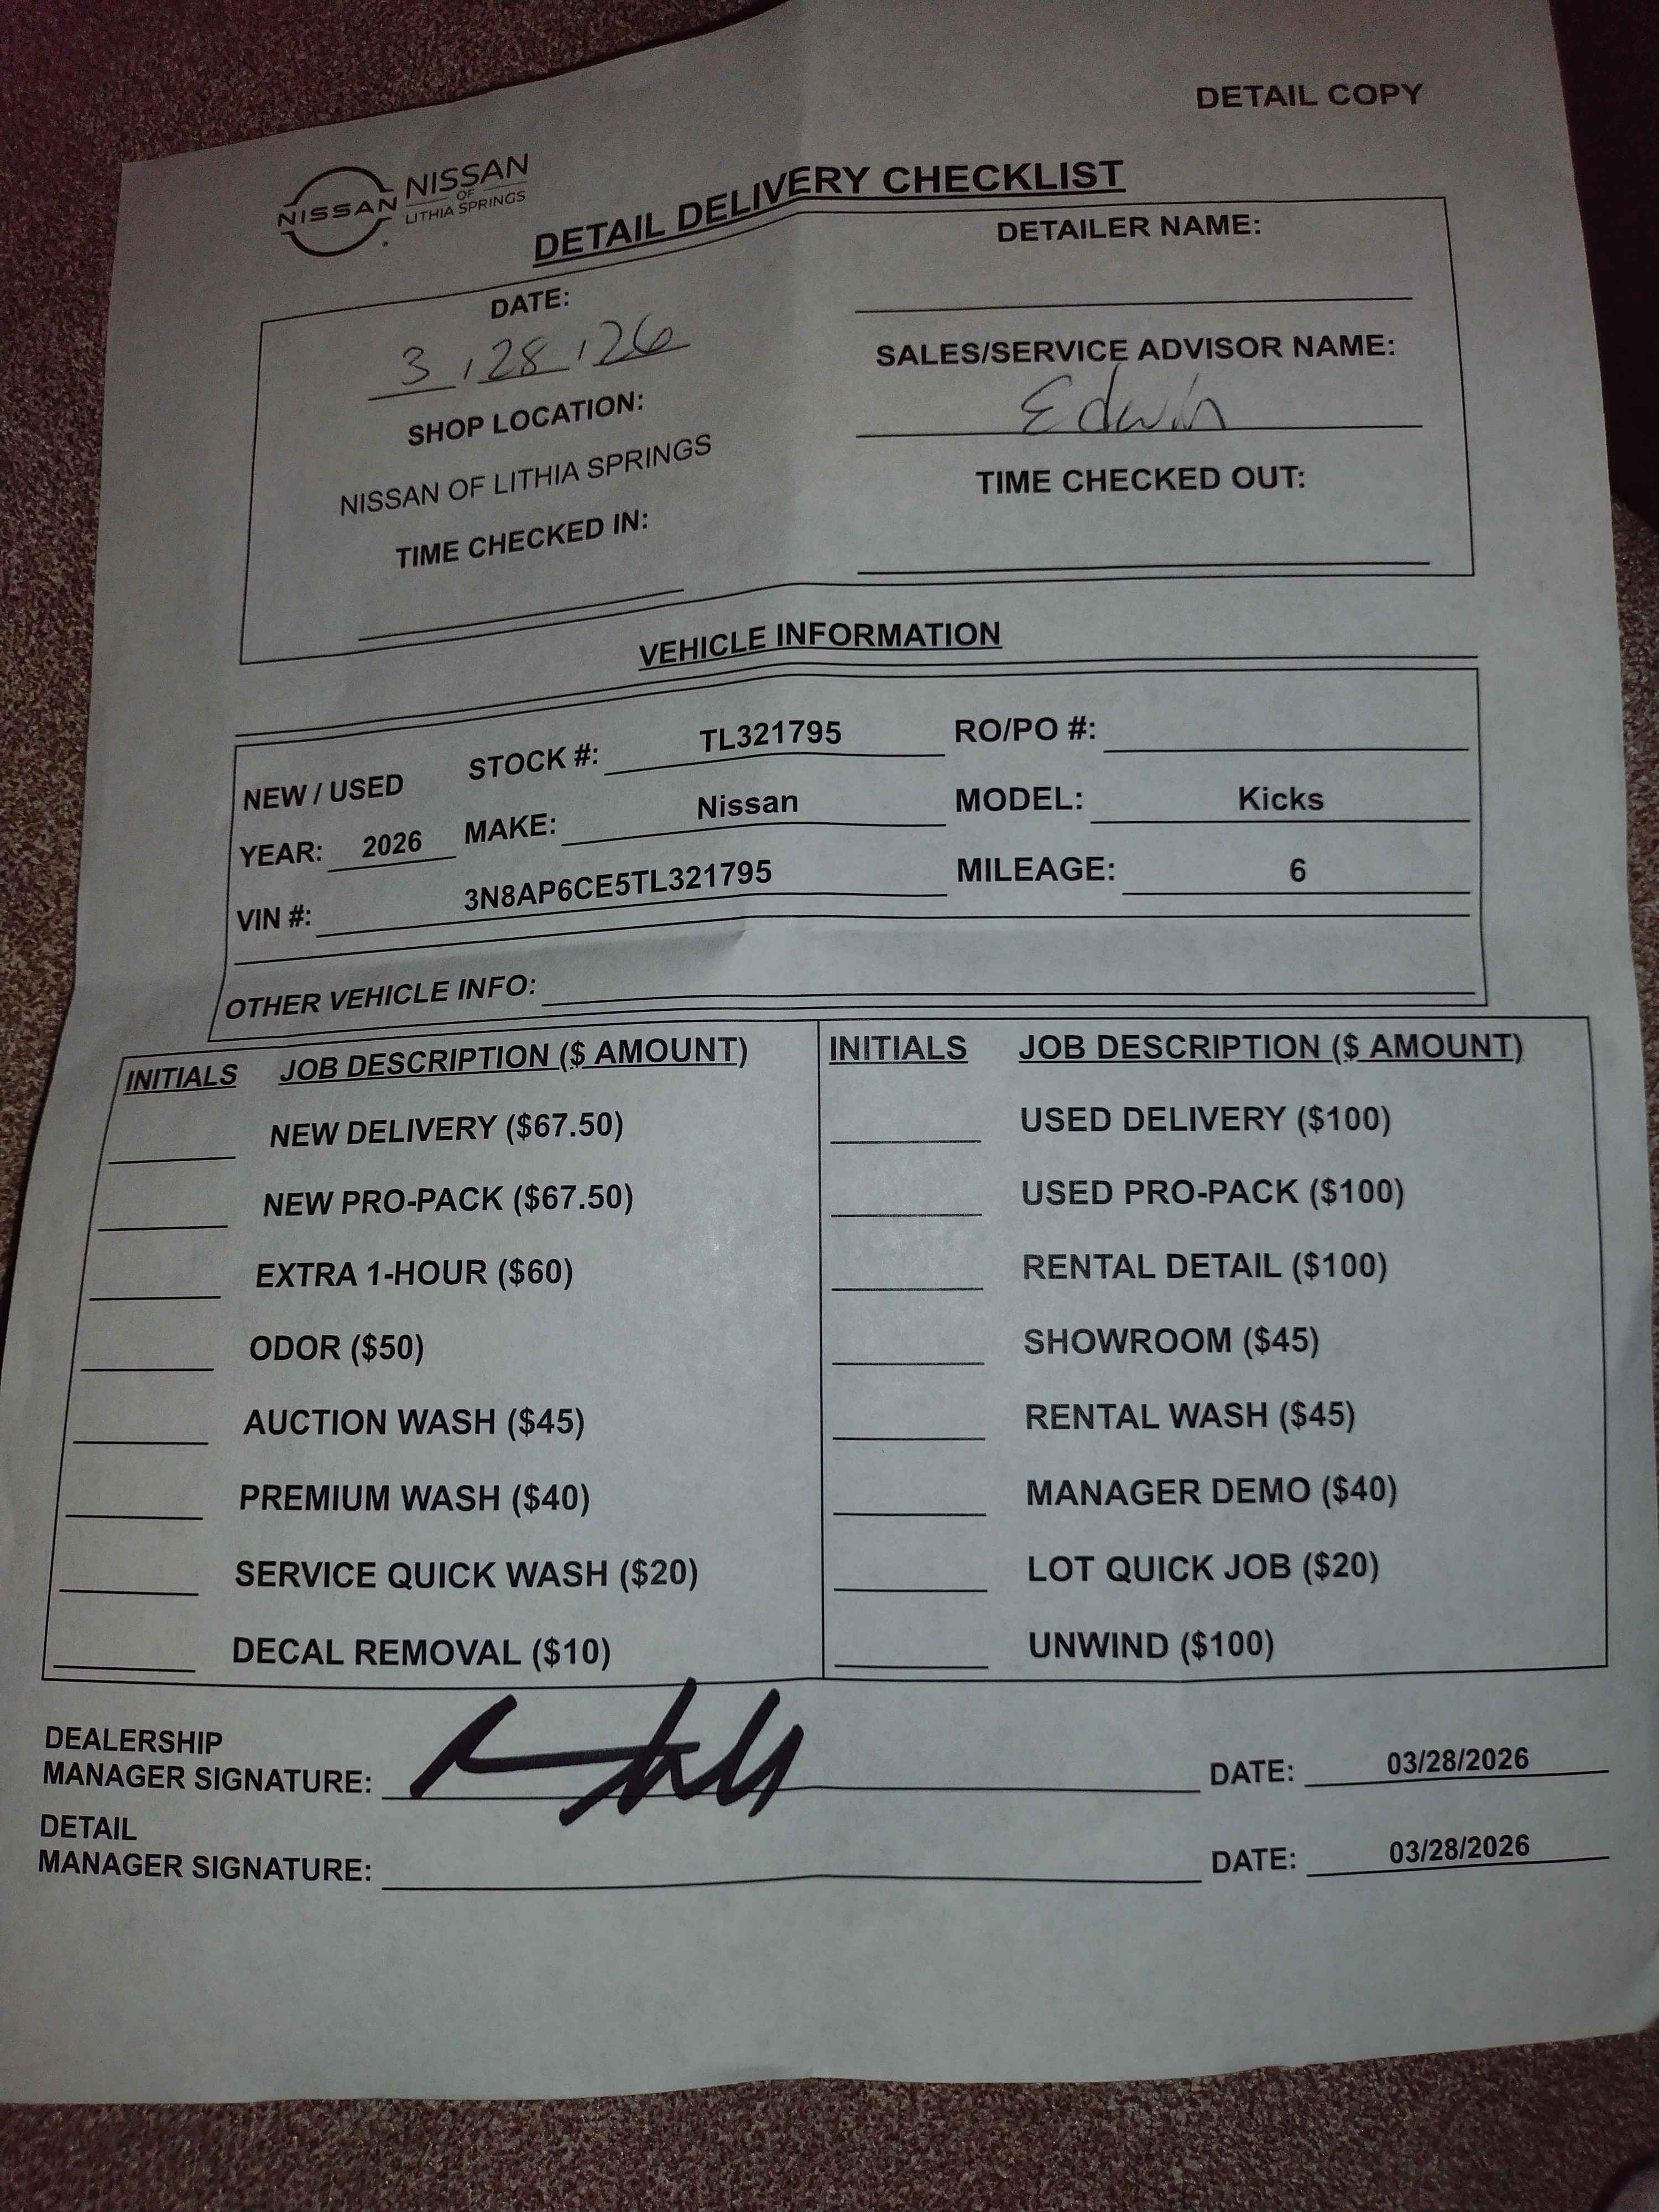 DETAIL COPY
NISSAN NISSAN
OF
LITHIA SPRINGS
DETAIL DELIVERY CHECKLIST
DATE:
3 / 28 / 26
SHOP LOCATION:
NISSAN OF LITHIA SPRINGS
TIME CHECKED IN:
DETAILER NAME:
SALES/SERVICE ADVISOR NAME:
Edwin
TIME CHECKED OUT:
VEHICLE INFORMATION
NEW / USED STOCK #: TL321795 RO/PO #:
YEAR: 2026 MAKE: Nissan MODEL: Kicks
VIN #: 3N8AP6CE5TL321795 MILEAGE: 6
OTHER VEHICLE INFO:
INITIALS JOB DESCRIPTION ($ AMOUNT)
NEW DELIVERY ($67.50)
NEW PRO-PACK ($67.50)
EXTRA 1-HOUR ($60)
ODOR ($50)
AUCTION WASH ($45)
PREMIUM WASH ($40)
SERVICE QUICK WASH ($20)
DECAL REMOVAL ($10)
INITIALS JOB DESCRIPTION ($ AMOUNT)
USED DELIVERY ($100)
USED PRO-PACK ($100)
RENTAL DETAIL ($100)
SHOWROOM ($45)
RENTAL WASH ($45)
MANAGER DEMO ($40)
LOT QUICK JOB ($20)
UNWIND ($100)
DEALERSHIP
MANAGER SIGNATURE: DATE: 03/28/2026
DETAIL
MANAGER SIGNATURE: DATE: 03/28/2026